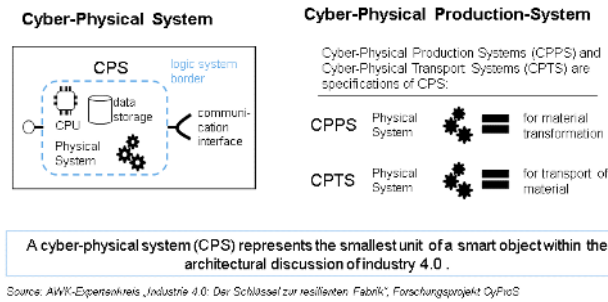 Cyber-Physical System
CPS
logic system
border
data
storage
CPU
Physical
System
communi-
cation
interface
Cyber-Physical Production-System
Cyber-Physical Production Systems (CPPS) and
Cyber-Physical Transport Systems (CPTS) are
specifications of CPS:
CPPS Physical System for material transformation
CPTS Physical System for transport of material
A cyber-physical system (CPS) represents the smallest unit of a smart object within the
architectural discussion of industry 4.0 .
Source: AWK-Expertenkreis „Industrie 4.0: Der Schlüssel zur resilienten Fabrik“, Forschungsprojekt CyProS